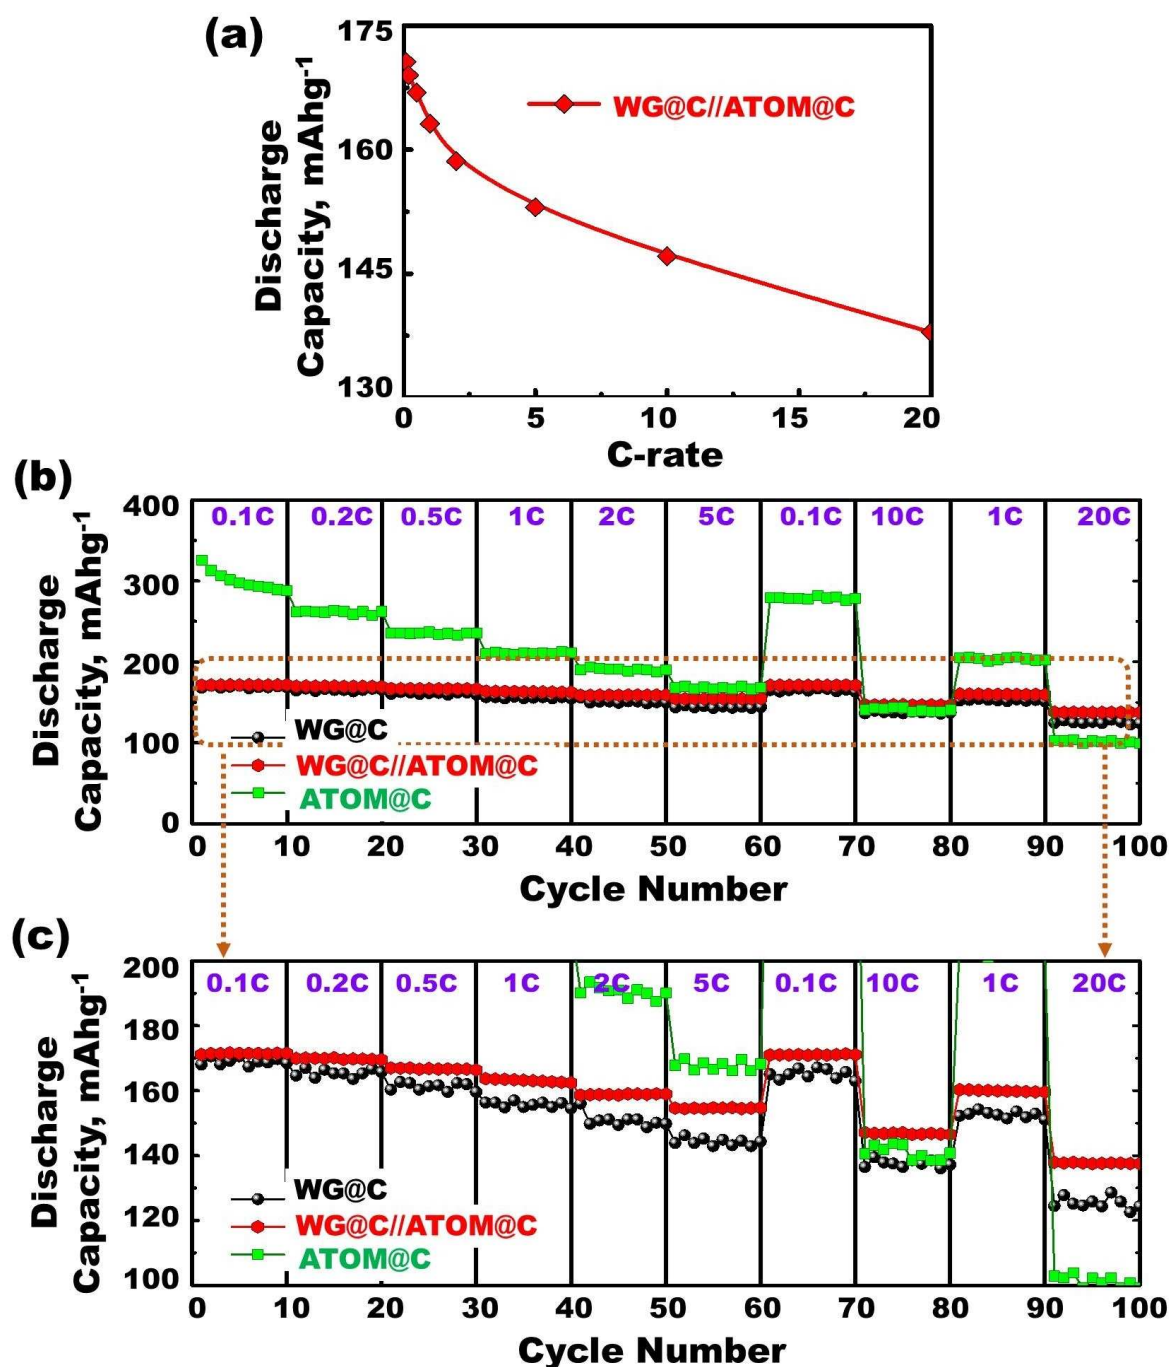 (a)
175
160
145
130
Discharge
Capacity, mAhg-1
WG@C//ATOM@C
0 5 10 15 20
C-rate
(b)
400
300
200
100
0
Discharge
Capacity, mAhg-1
0.1C 0.2C 0.5C 1C 2C 5C 0.1C 10C 1C 20C
WG@C
WG@C//ATOM@C
ATOM@C
0 10 20 30 40 50 60 70 80 90 100
Cycle Number
(c)
200
180
160
140
120
100
Discharge
Capacity, mAhg-1
0.1C 0.2C 0.5C 1C 2C 5C 0.1C 10C 1C 20C
WG@C
WG@C//ATOM@C
ATOM@C
0 10 20 30 40 50 60 70 80 90 100
Cycle Number